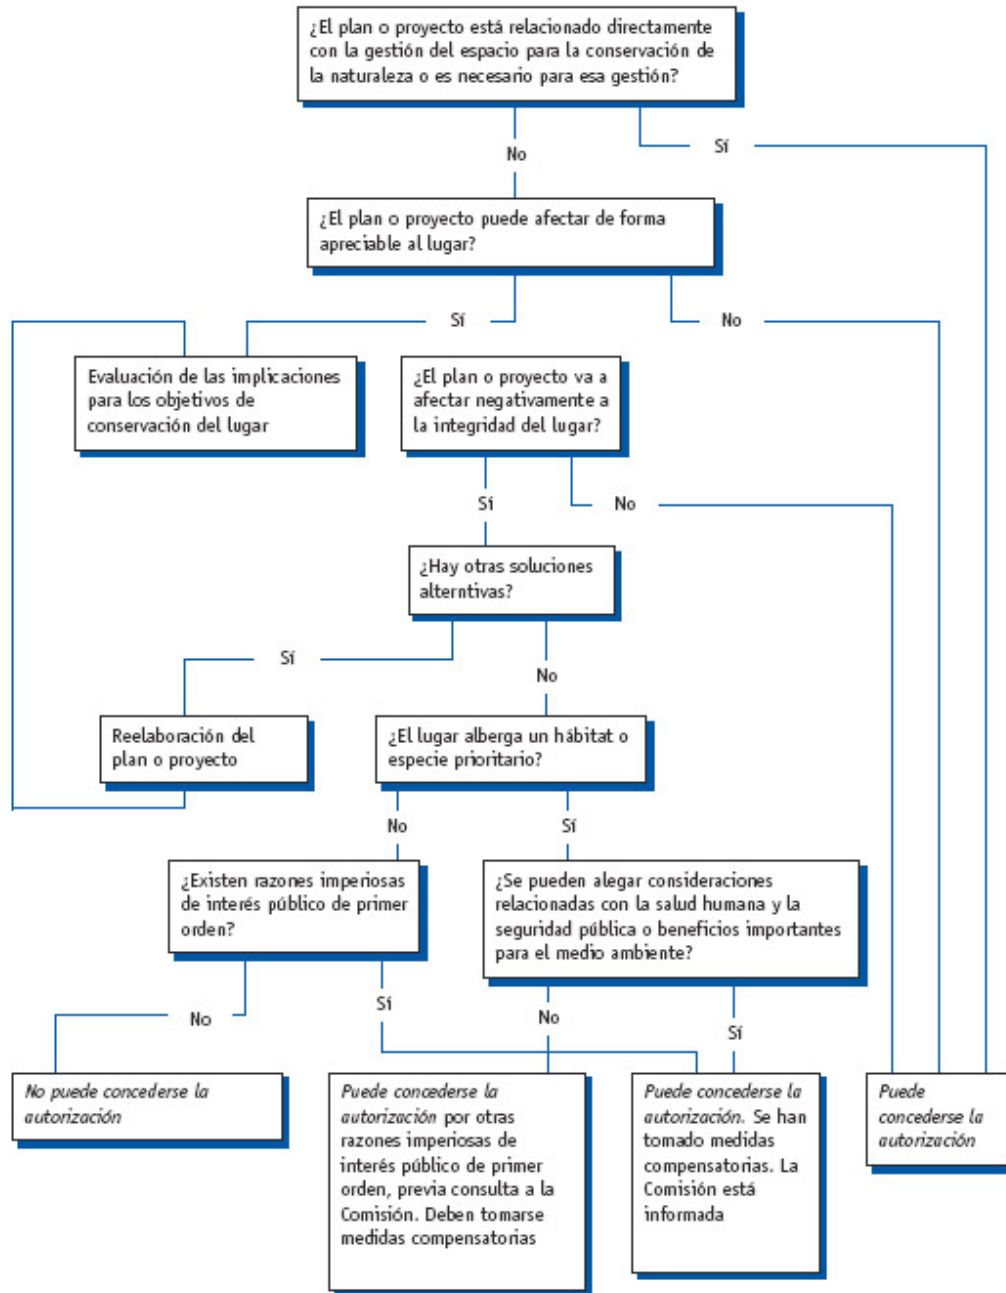 ¿El plan o proyecto está relacionado directamente
con la gestión del espacio para la conservación de
la naturaleza o es necesario para esa gestión?
No
Sí
¿El plan o proyecto puede afectar de forma
apreciable al lugar?
Sí
No
Evaluación de las implicaciones
para los objetivos de
conservación del lugar
¿El plan o proyecto va a
afectar negativamente a
la integridad del lugar?
Sí
No
¿Hay otras soluciones
alterntivas?
Sí
No
Reelaboración del
plan o proyecto
¿El lugar alberga un hábitat o
especie prioritario?
No
Sí
¿Existen razones imperiosas
de interés público de primer
orden?
¿Se pueden alegar consideraciones
relacionadas con la salud humana y la
seguridad pública o beneficios importantes
para el medio ambiente?
No
Sí
No
Sí
No puede concederse la
autorización
Puede concederse la
autorización por otras
razones imperiosas de
interés público de primer
orden, previa consulta a la
Comisión. Deben tomarse
medidas compensatorias
Puede concederse la
autorización. Se han
tomado medidas
compensatorias. La
Comisión está
informada
Puede
concederse la
autorización